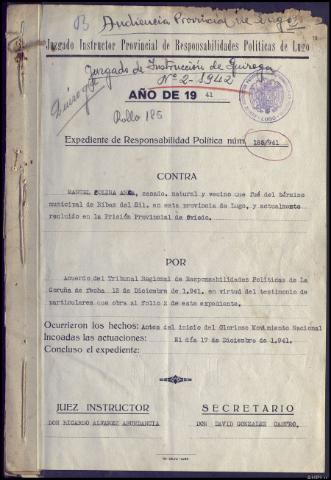 B Audiencia Provincial de Lugo
Juzgado Instructor Provincial de Responsabilidades Políticas de Lugo
Juzgado de Instrucción de Quiroga
Nº 2-1942
Quiroga
AÑO DE 19 41
Rollo 185
Expediente de Responsabilidad Política núm. 186/941
CONTRA
MANUEL casado, natural y vecino que fué del término
municipal de Ribas del Sil, en esta provincia de Lugo, y actualmente
recluido en la Prisión Provincial de Oviedo.
POR
Acuerdo del Tribunal Regional de Responsabilidades Políticas de La
Coruña de fecha 12 de Diciembre de 1.941, en virtud del testimonio de
particulares que obra al folio 2 de este expediente.
Ocurrieron los hechos: Antes del inicio del Glorioso Movimiento Nacional
Incoadas las actuaciones: El día 17 de Diciembre de 1.941.
Concluso el expediente:
JUEZ INSTRUCTOR
SECRETARIO
DON RICARDO ALVAREZ ABUNDANCIA
DON DAVID GONZALEZ